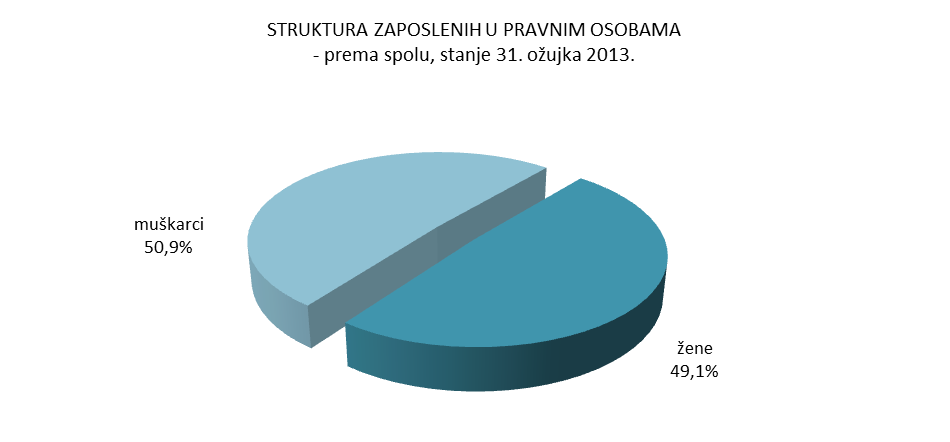 STRUKTURA ZAPOSLENIH U PRAVNIM OSOBAMA
- prema spolu, stanje 31. ožujka 2013.
muškarci
50,9%
žene
49,1%